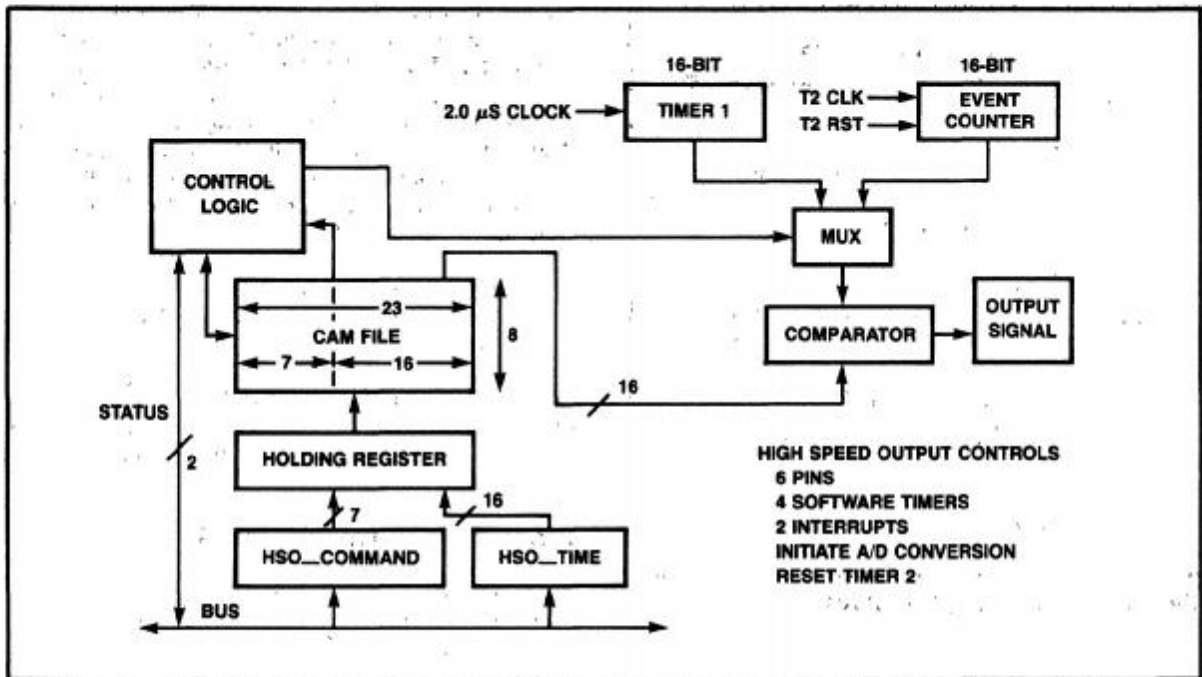 16-BIT
16-BIT
2.0 µS CLOCK
TIMER 1
T2 CLK
T2 RST
EVENT
COUNTER
CONTROL
LOGIC
MUX
23
CAM FILE
7
16
8
COMPARATOR
OUTPUT
SIGNAL
16
STATUS
2
HOLDING REGISTER
7
16
HSO__COMMAND
HSO__TIME
BUS
HIGH SPEED OUTPUT CONTROLS
6 PINS
4 SOFTWARE TIMERS
2 INTERRUPTS
INITIATE A/D CONVERSION
RESET TIMER 2